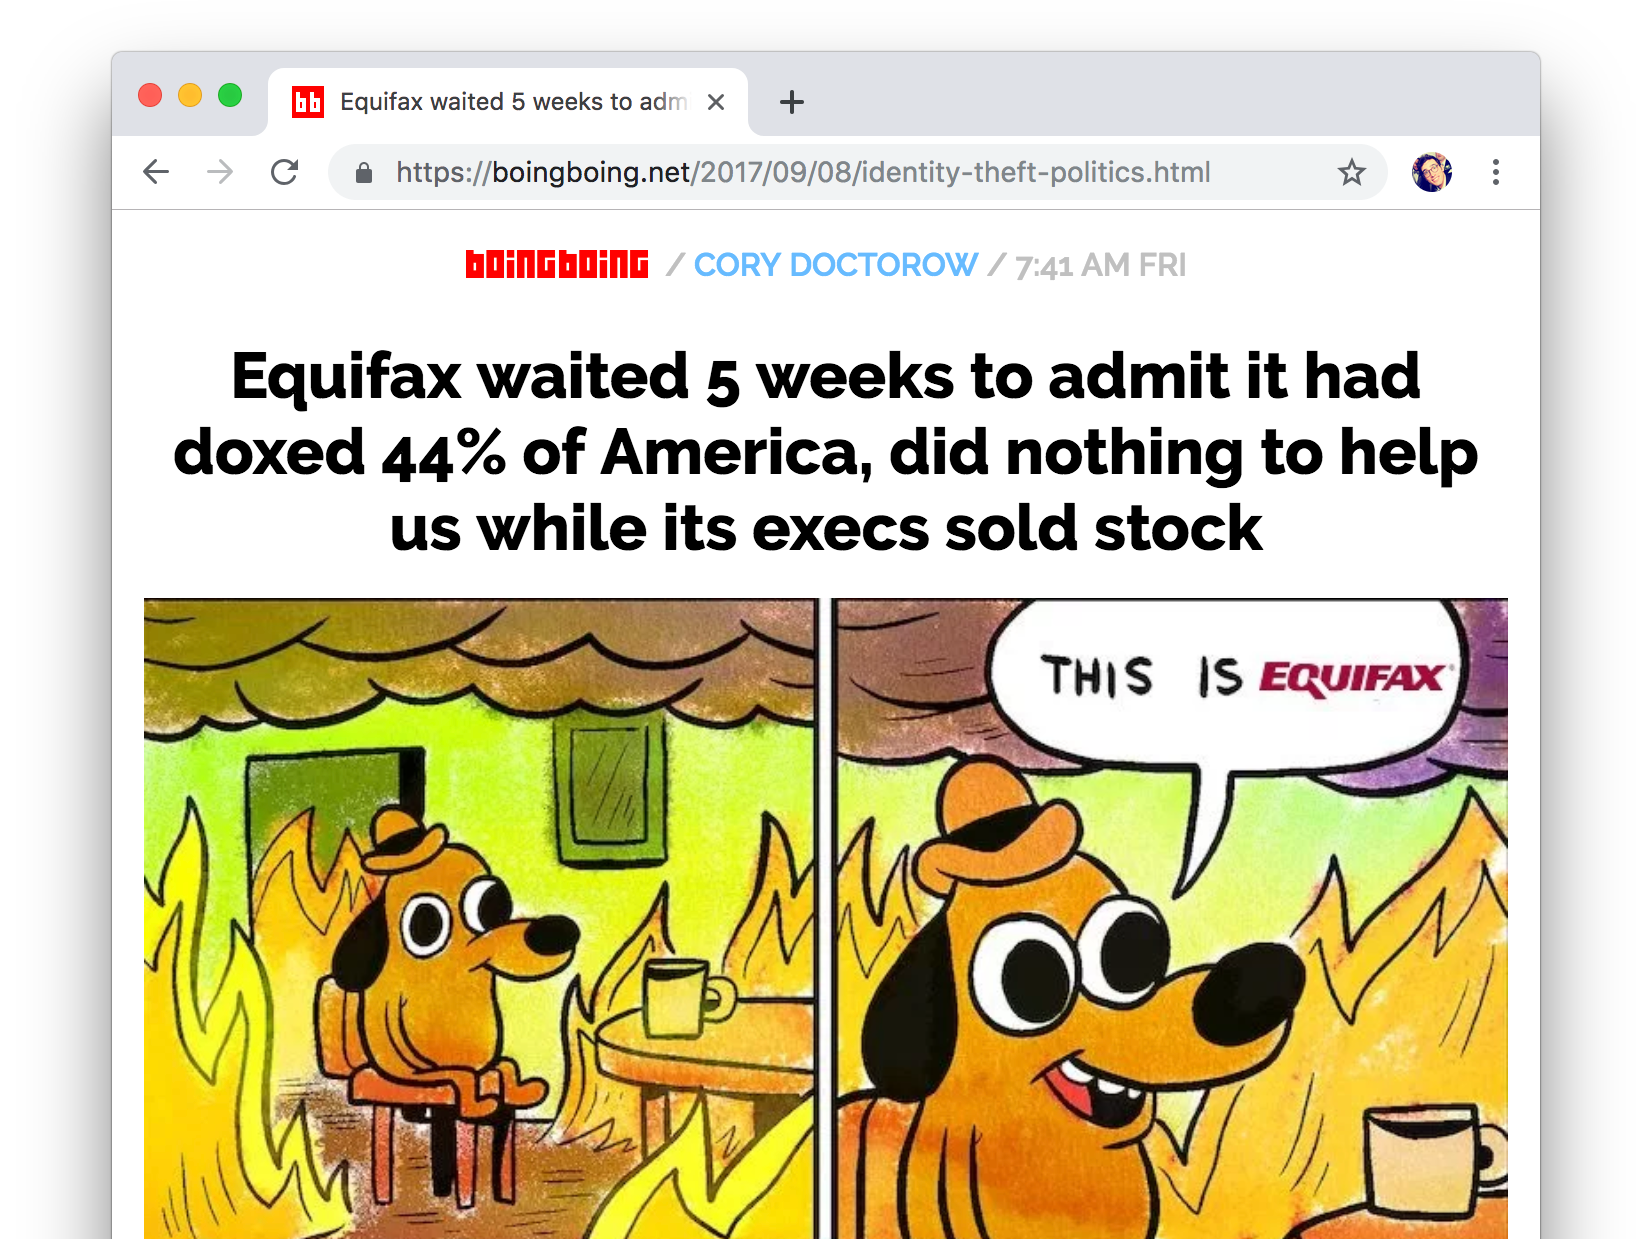 bb Equifax waited 5 weeks to adm
https://boingboing.net/2017/09/08/identity-theft-politics.html
boingboing / CORY DOCTOROW / 7:41 AM FRI
Equifax waited 5 weeks to admit it had
doxed 44% of America, did nothing to help
us while its execs sold stock
THIS IS EQUIFAX